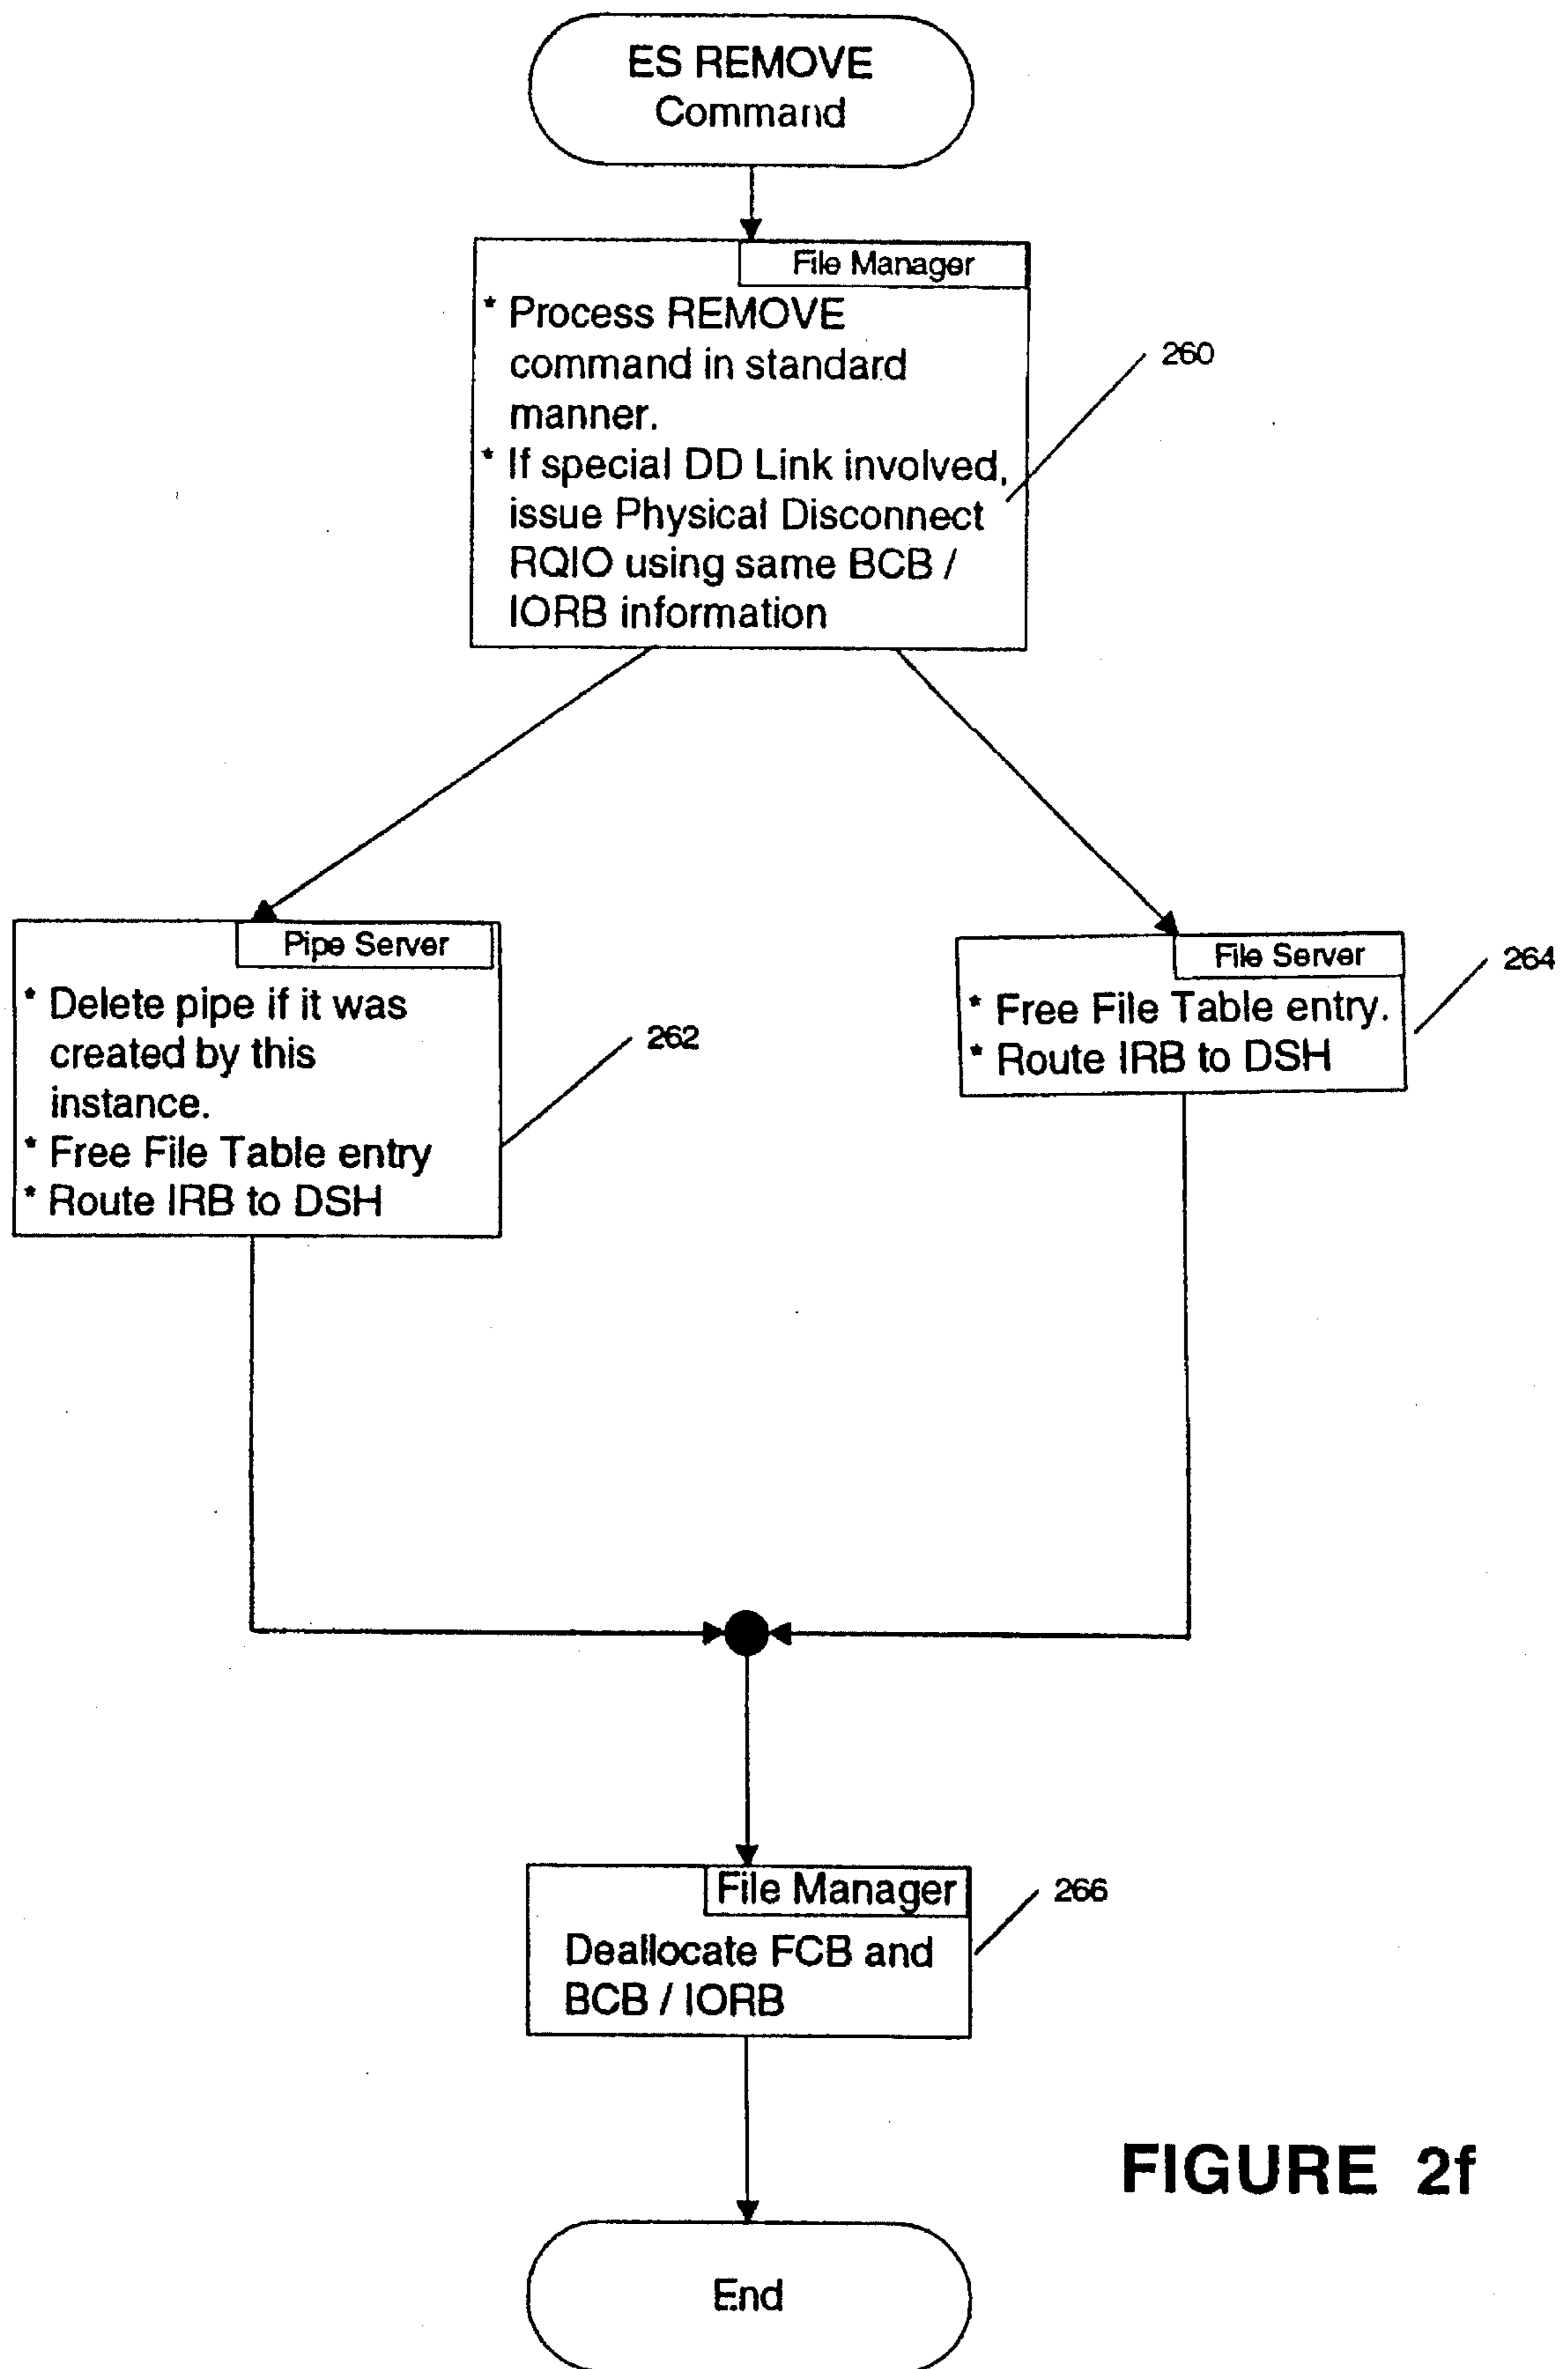 ES REMOVE
Command
File Manager
* Process REMOVE
command in standard
manner.
* If special DD Link involved,
issue Physical Disconnect
RQIO using same BCB /
IORB information
260
Pipe Server
* Delete pipe if it was
created by this
instance.
* Free File Table entry
* Route IRB to DSH
262
File Server
* Free File Table entry.
* Route IRB to DSH
264
File Manager
Deallocate FCB and
BCB / IORB
266
FIGURE 2f
End